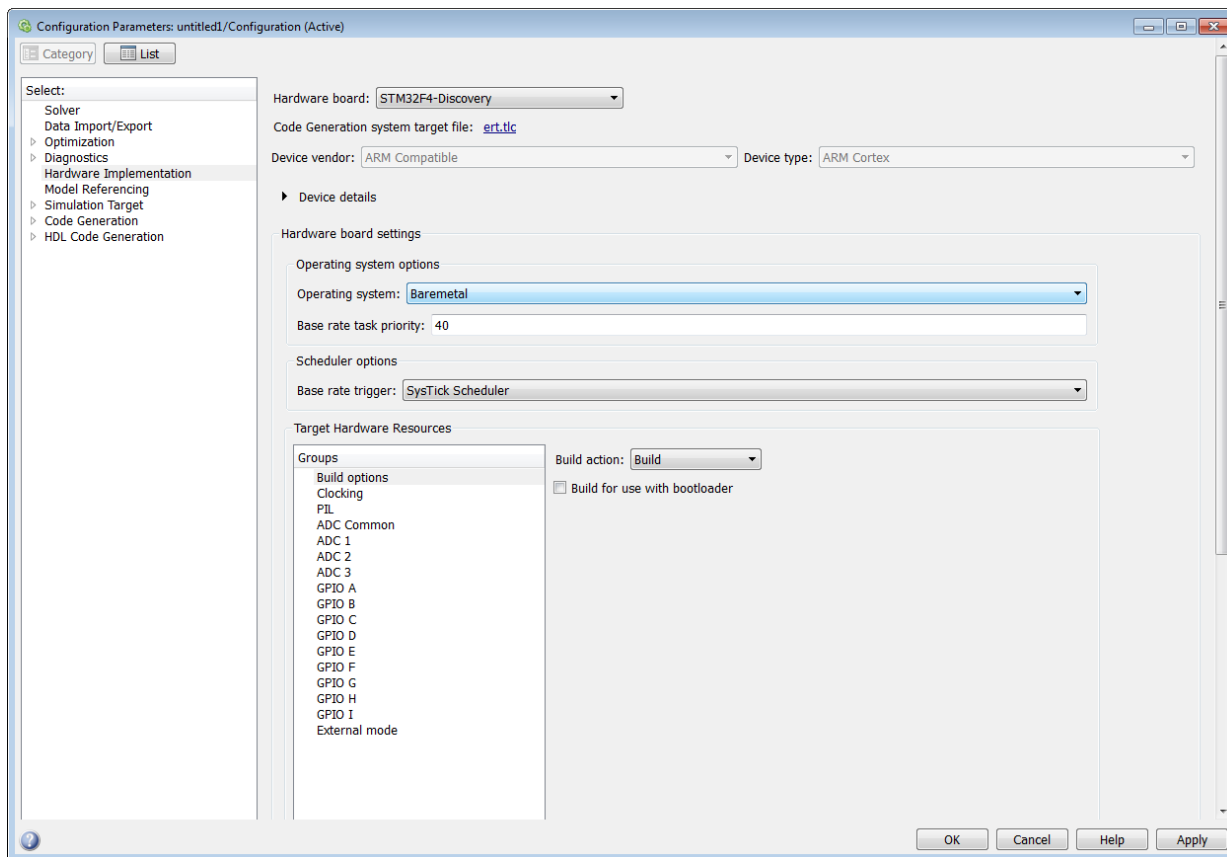 Configuration Parameters: untitled1/Configuration (Active)
Category List
Select:
Solver
Data Import/Export
Optimization
Diagnostics
Hardware Implementation
Model Referencing
Simulation Target
Code Generation
HDL Code Generation
Hardware board: STM32F4-Discovery
Code Generation system target file: ert.tlc
Device vendor: ARM Compatible Device type: ARM Cortex
Device details
Hardware board settings
Operating system options
Operating system: Baremetal
Base rate task priority: 40
Scheduler options
Base rate trigger: SysTick Scheduler
Target Hardware Resources
Groups
Build options
Clocking
PIL
ADC Common
ADC 1
ADC 2
ADC 3
GPIO A
GPIO B
GPIO C
GPIO D
GPIO E
GPIO F
GPIO G
GPIO H
GPIO I
External mode
Build action: Build
Build for use with bootloader
OK Cancel Help Apply